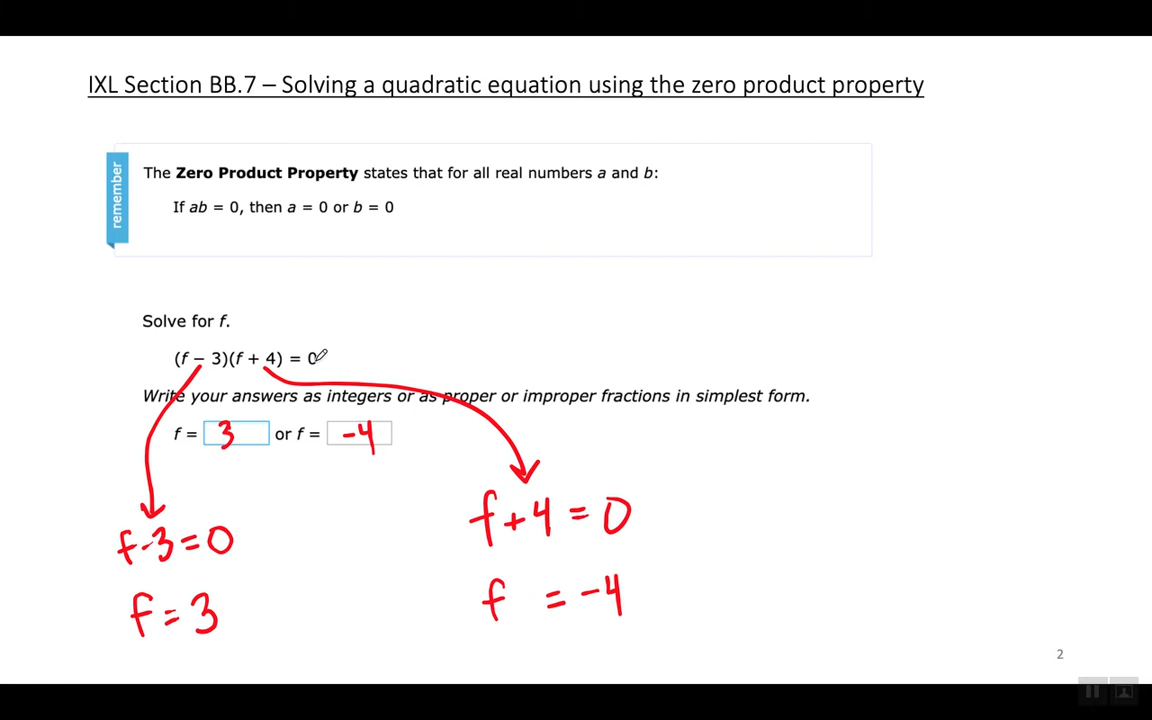 IXL Section BB.7 – Solving a quadratic equation using the zero product property
remember
The Zero Product Property states that for all real numbers a and b:
If ab = 0, then a = 0 or b = 0
Solve for f.
(f − 3)(f + 4) = 0
Write your answers as integers or as proper or improper fractions in simplest form.
f = 3 or f = -4
f-3=0
f+4=0
f=3
f =-4
2